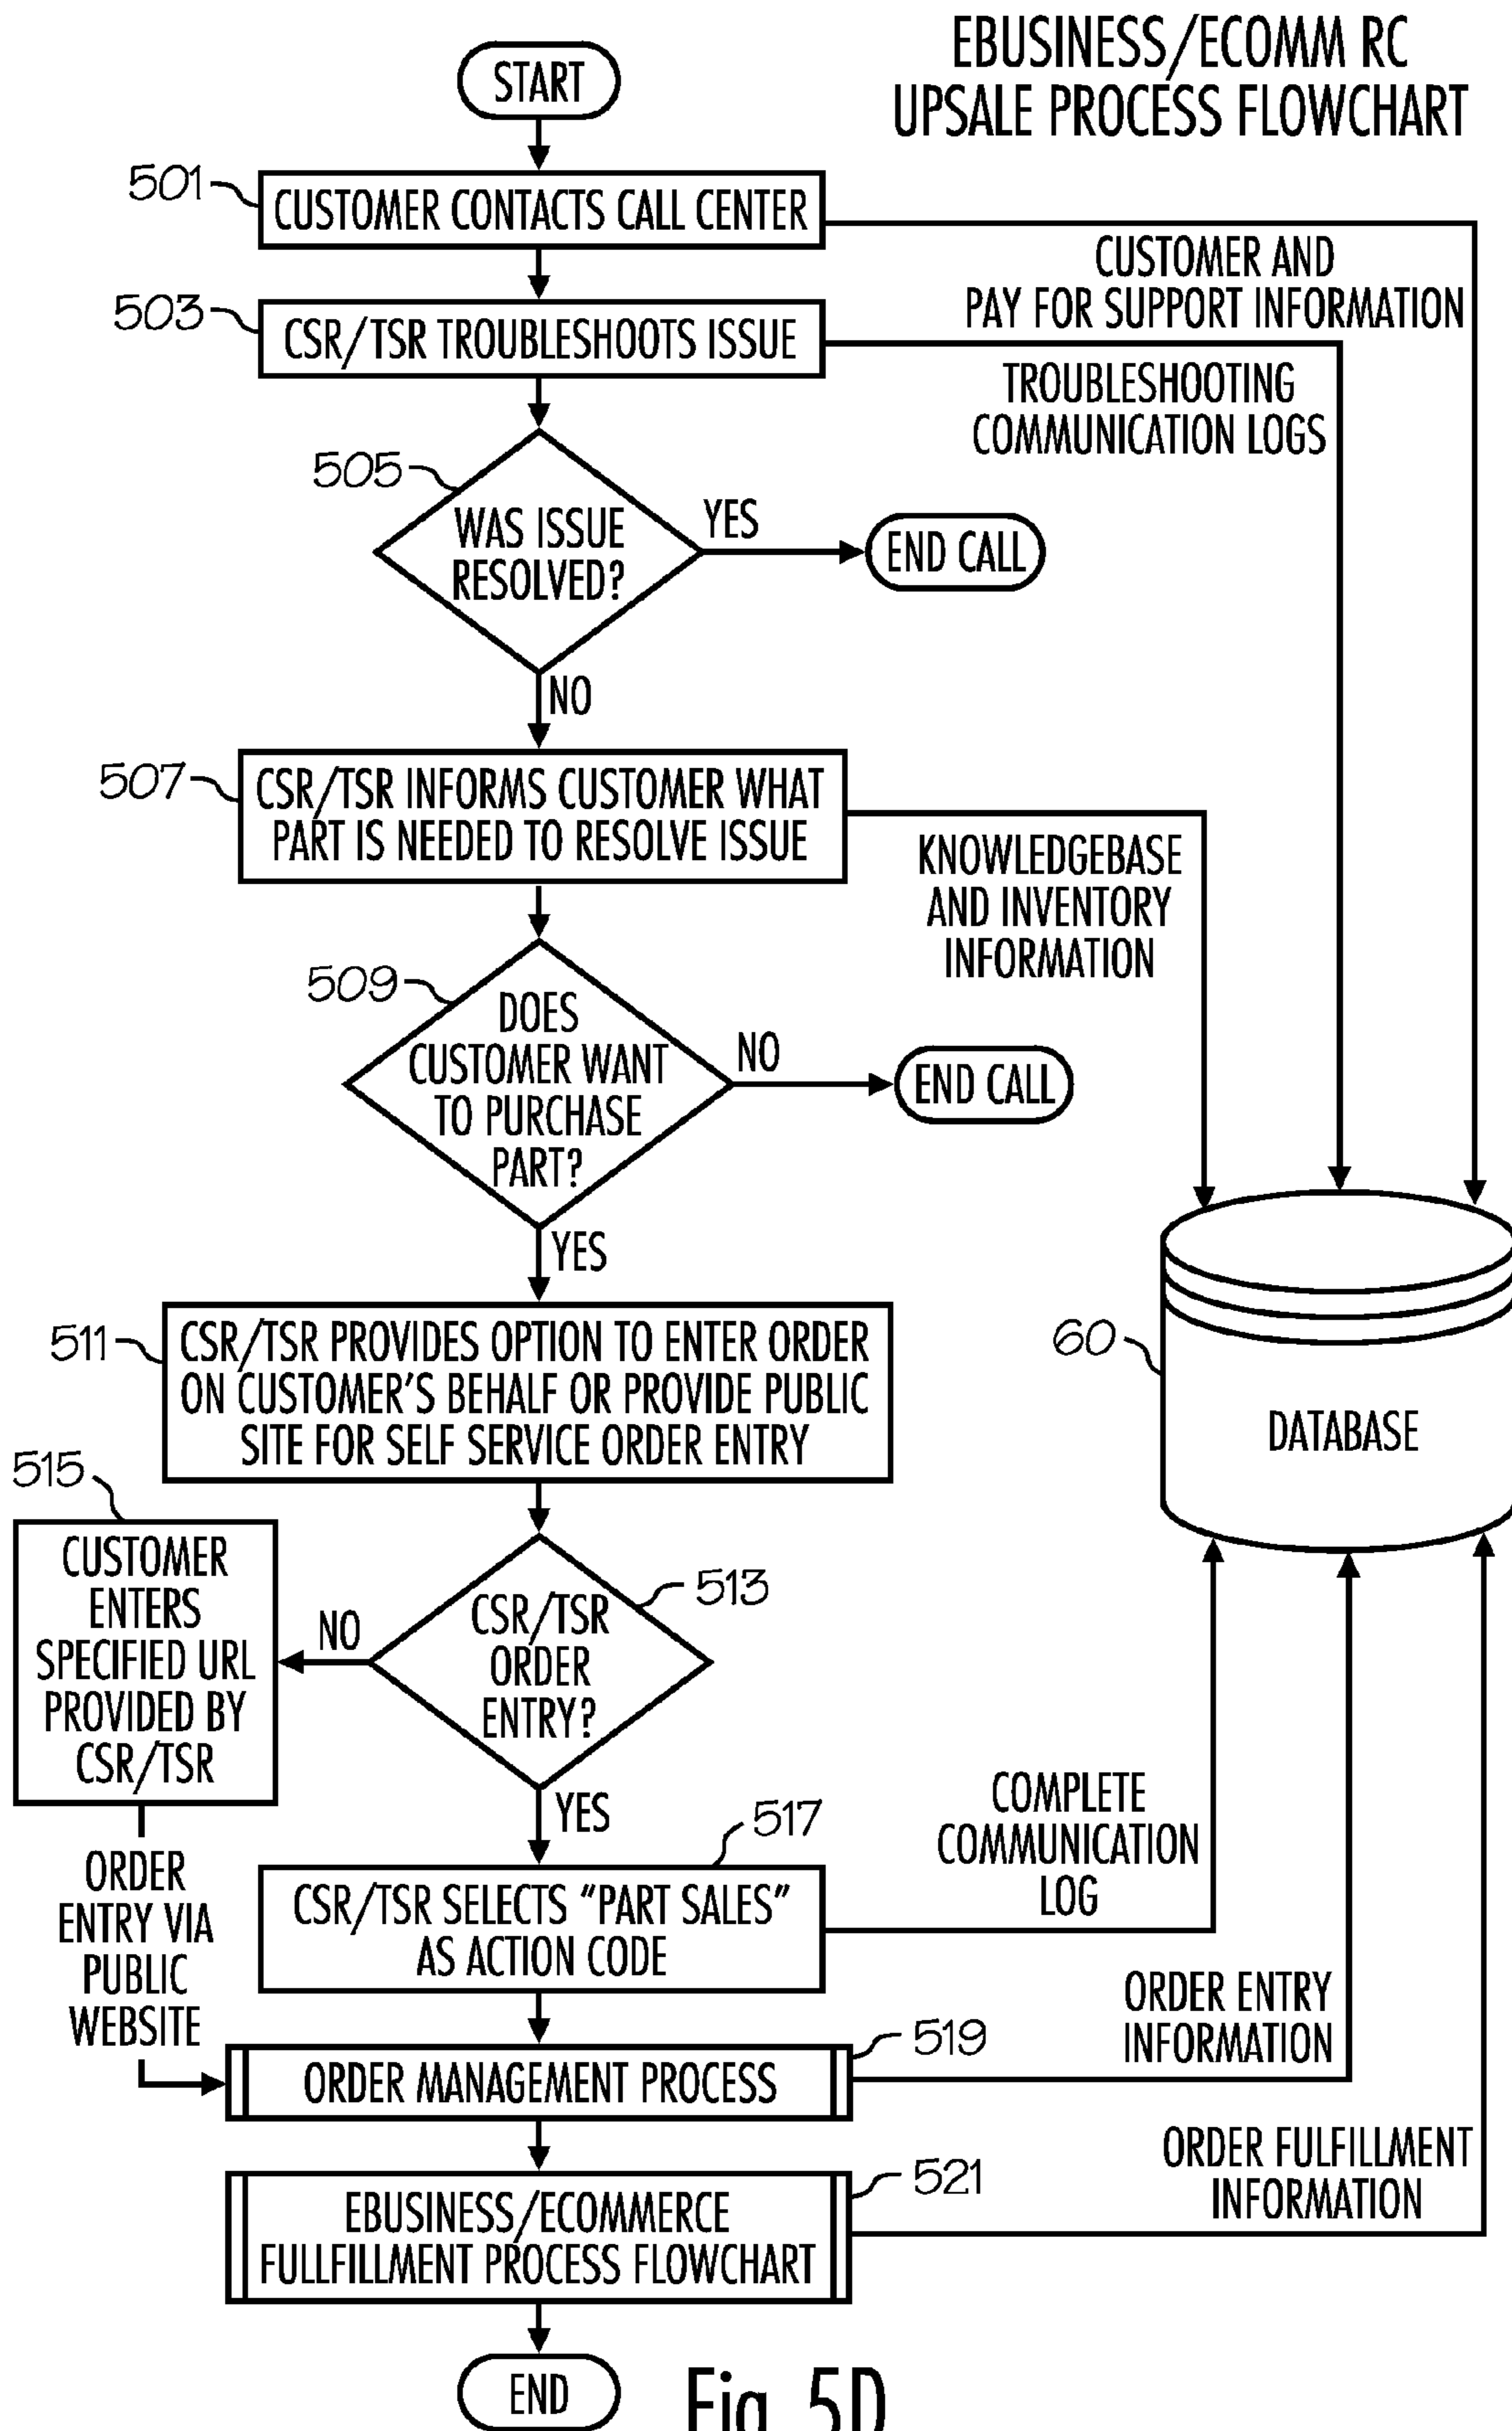 EBUSINESS/ECOMM RC
UPSALE PROCESS FLOWCHART
START
501
CUSTOMER CONTACTS CALL CENTER
CUSTOMER AND
PAY FOR SUPPORT INFORMATION
503
CSR/TSR TROUBLESHOOTS ISSUE
TROUBLESHOOTING
COMMUNICATION LOGS
505
WAS ISSUE
RESOLVED?
YES
END CALL
NO
507
CSR/TSR INFORMS CUSTOMER WHAT
PART IS NEEDED TO RESOLVE ISSUE
KNOWLEDGEBASE
AND INVENTORY
INFORMATION
509
DOES
CUSTOMER WANT
TO PURCHASE
PART?
NO
END CALL
YES
511
CSR/TSR PROVIDES OPTION TO ENTER ORDER
ON CUSTOMER'S BEHALF OR PROVIDE PUBLIC
SITE FOR SELF SERVICE ORDER ENTRY
60
DATABASE
515
CUSTOMER
ENTERS
SPECIFIED URL
PROVIDED BY
CSR/TSR
NO
513
CSR/TSR
ORDER
ENTRY?
YES
ORDER
ENTRY VIA
PUBLIC
WEBSITE
517
CSR/TSR SELECTS "PART SALES"
AS ACTION CODE
COMPLETE
COMMUNICATION
LOG
519
ORDER MANAGEMENT PROCESS
ORDER ENTRY
INFORMATION
521
EBUSINESS/ECOMMERCE
FULLFILLMENT PROCESS FLOWCHART
ORDER FULFILLMENT
INFORMATION
END
Fig. 5D